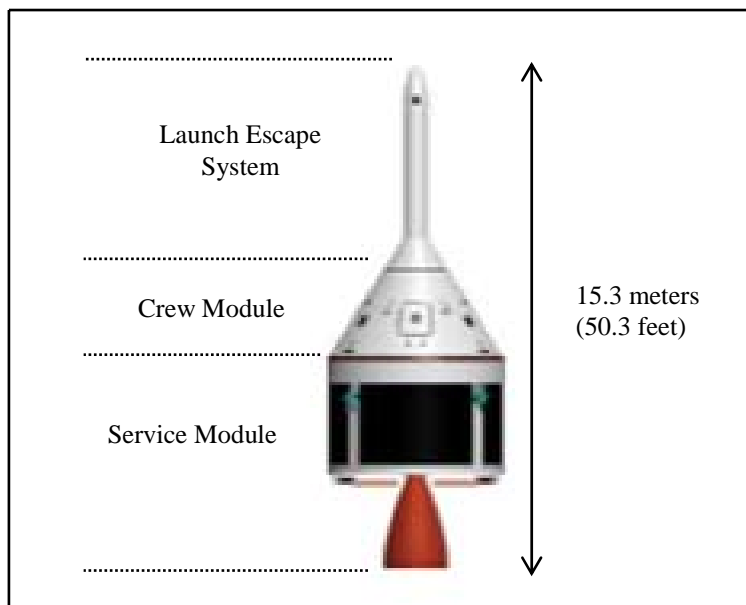 Launch Escape
System
Crew Module
15.3 meters
(50.3 feet)
Service Module